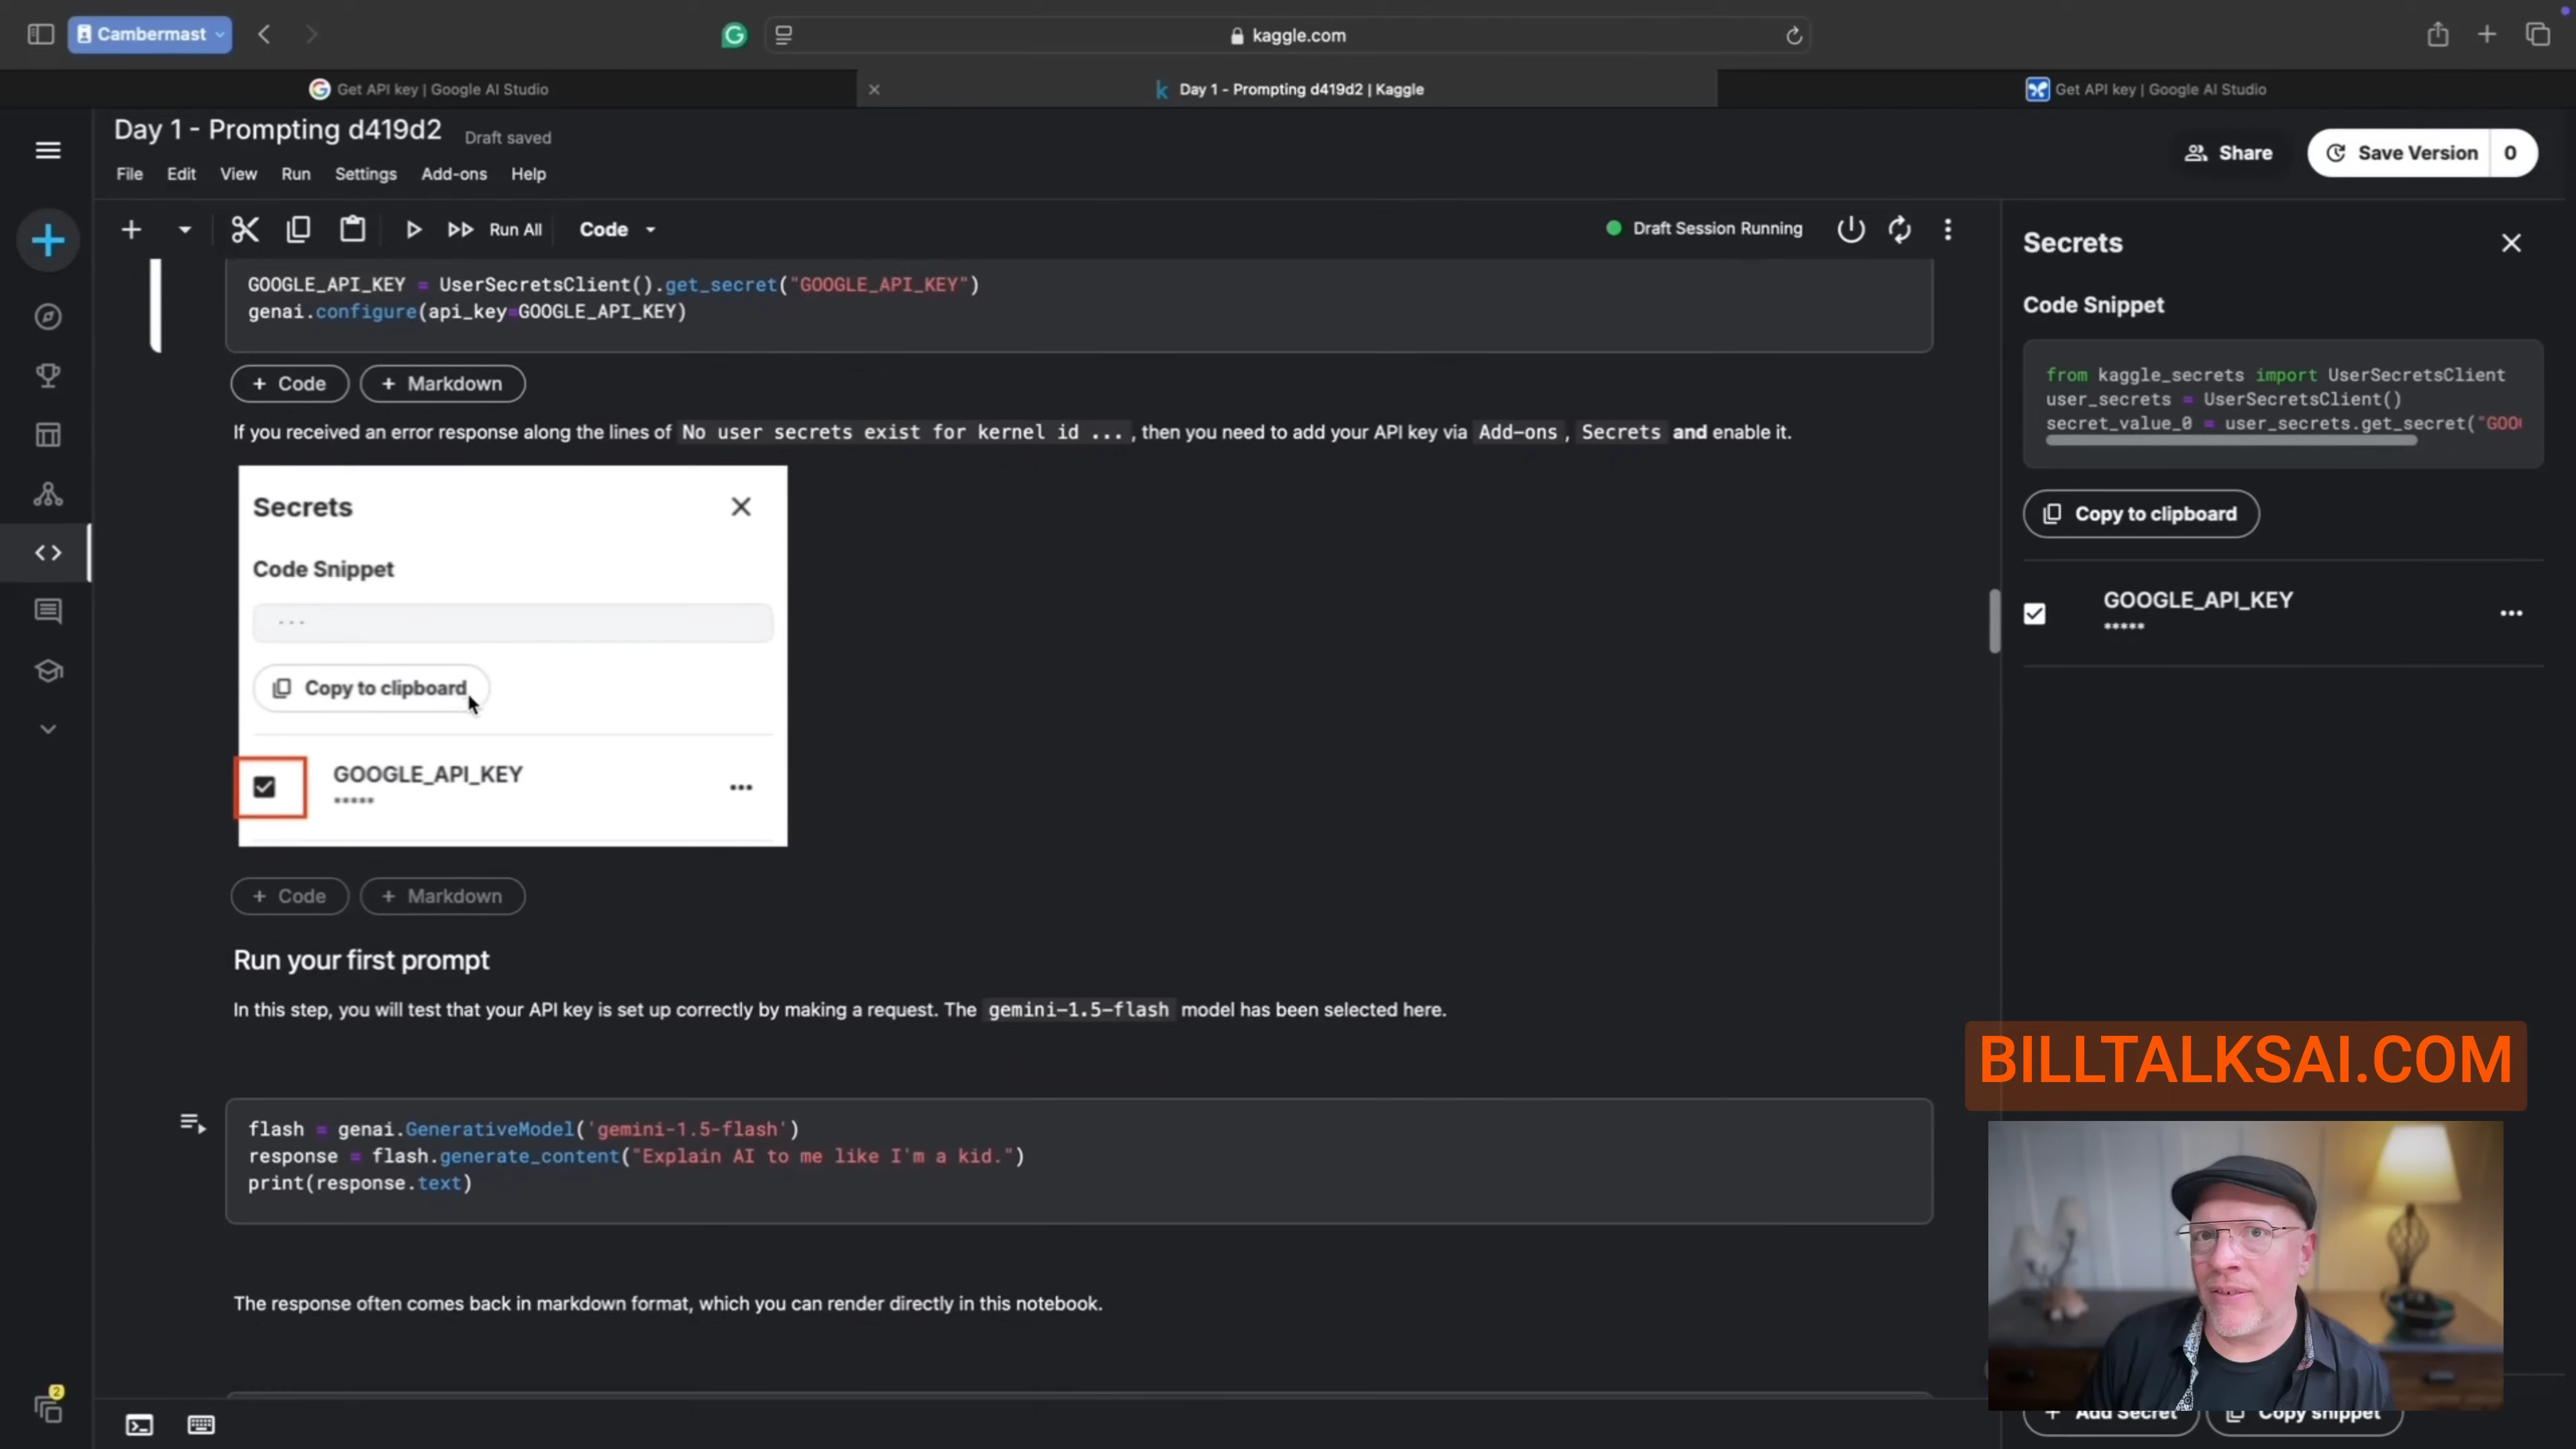 Cambermast
kaggle.com
Get API key | Google AI Studio
Day 1 - Prompting d419d2 | Kaggle
Get API key | Google AI Studio
Day 1 - Prompting d419d2
Draft saved
File Edit View Run Settings Add-ons Help
Share
Save Version 0
Run All
Code
Draft Session Running
GOOGLE_API_KEY = UserSecretsClient().get_secret("GOOGLE_API_KEY")
genai.configure(api_key=GOOGLE_API_KEY)
+ Code + Markdown
If you received an error response along the lines of No user secrets exist for kernel id ..., then you need to add your API key via Add-ons, Secrets and enable it.
Secrets
Code Snippet
...
Copy to clipboard
GOOGLE_API_KEY
*****
+ Code + Markdown
Run your first prompt
In this step, you will test that your API key is set up correctly by making a request. The gemini-1.5-flash model has been selected here.
flash = genai.GenerativeModel('gemini-1.5-flash')
response = flash.generate_content("Explain AI to me like I'm a kid.")
print(response.text)
The response often comes back in markdown format, which you can render directly in this notebook.
2
Secrets
Code Snippet
from kaggle_secrets import UserSecretsClient
user_secrets = UserSecretsClient()
secret_value_0 = user_secrets.get_secret("GOO
Copy to clipboard
GOOGLE_API_KEY
*****
BILLTALKSAI.COM
+ Add Secret
Copy snippet